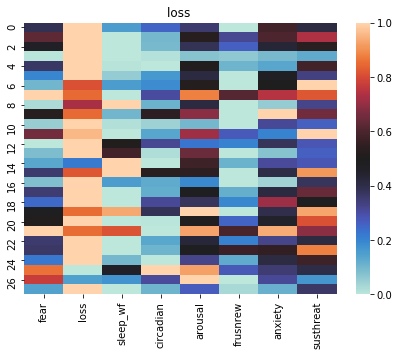 loss
0
2
4
6
8
10
12
14
16
18
20
22
24
26
fear
loss
sleep_wf
circadian
arousal
frusnrew
anxiety
susthreat
1.0
0.8
0.6
0.4
0.2
0.0